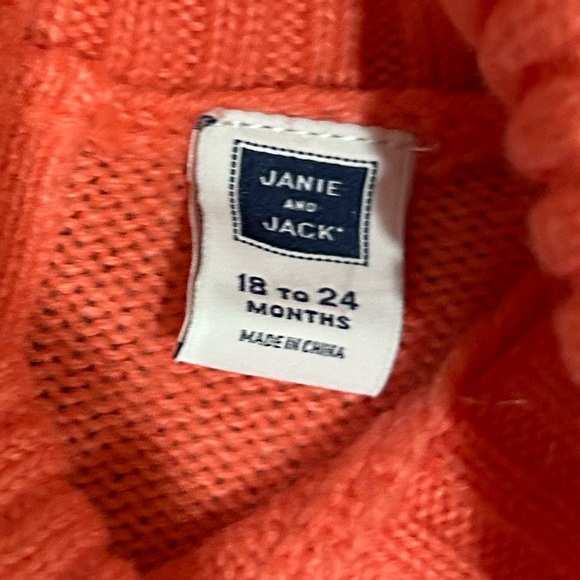 JANIE
AND
JACK
18 TO 24
MONTHS
MADE IN CHINA